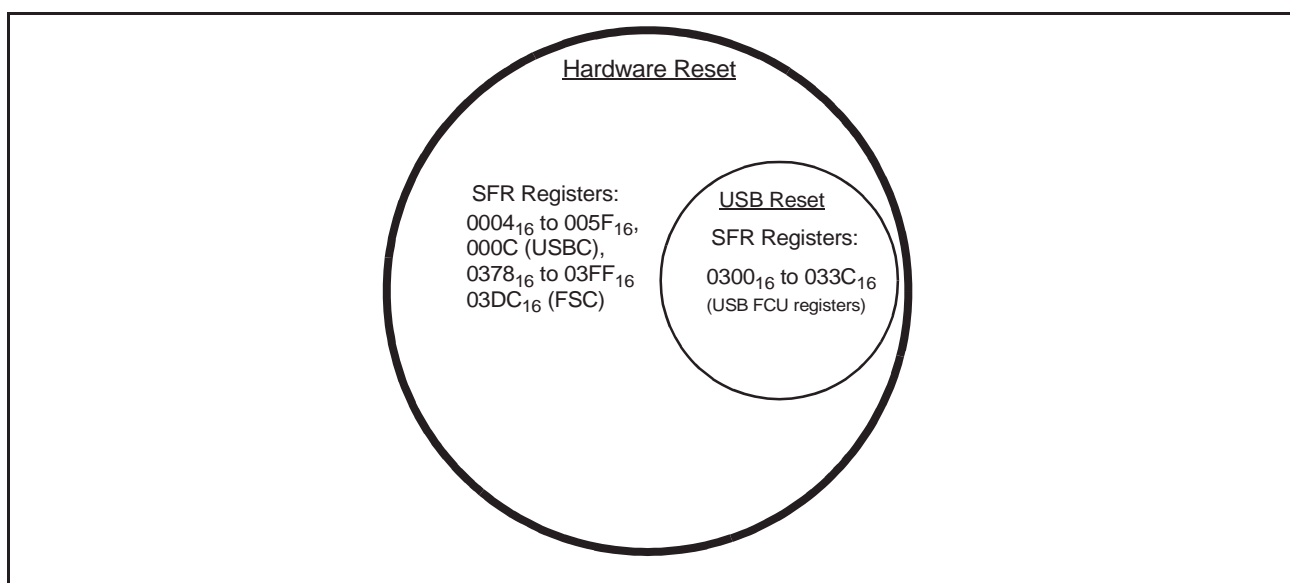 Hardware Reset
SFR Registers:
0004₁₆ to 005F₁₆,
000C (USBC),
0378₁₆ to 03FF₁₆
03DC₁₆ (FSC)
USB Reset
SFR Registers:
0300₁₆ to 033C₁₆
(USB FCU registers)